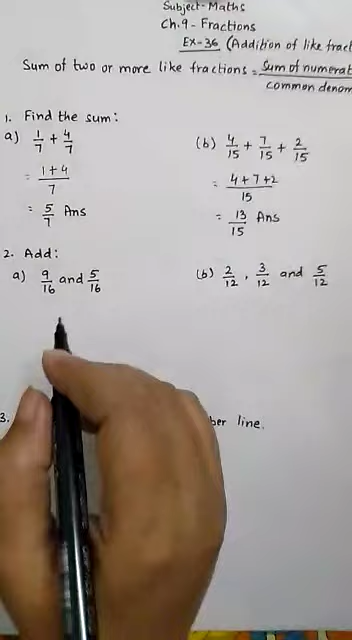 Subject-Maths
Ch.9 - Fractions
Ex-36 (Addition of like fract
Sum of two or more like fractions = Sum of numerat
common denom
1. Find the sum:
a) 1/7 + 4/7
= 1+4/7
= 5/7 Ans
(b) 4/15 + 7/15 + 2/15
= 4+7+2/15
= 13/15 Ans
2. Add:
a) 9/16 and 5/16
(b) 2/12, 3/12 and 5/12
3. ber line.